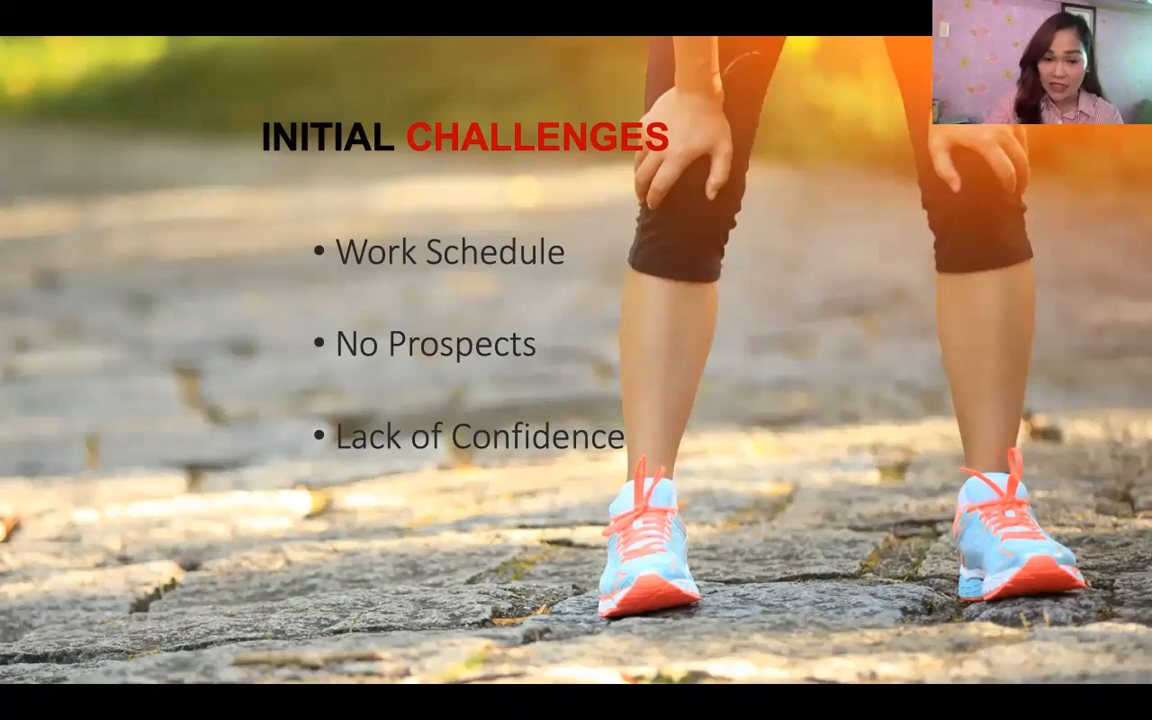 INITIAL CHALLENGES
• Work Schedule
• No Prospects
• Lack of Confidence